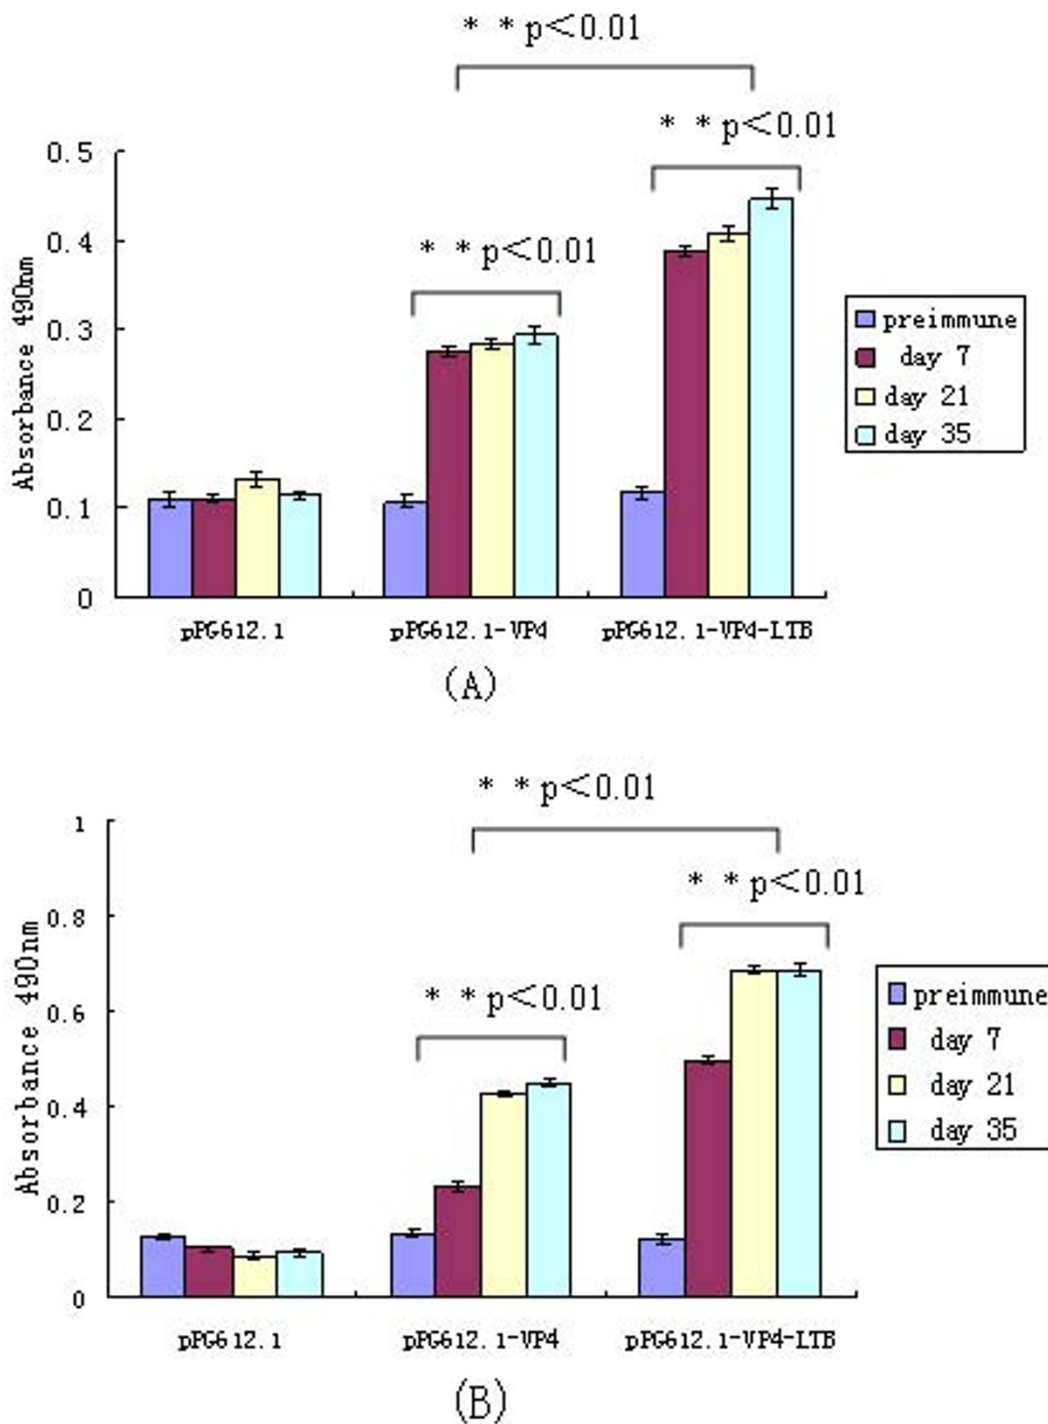 * * p<0.01
* * p<0.01
* * p<0.01
Absorbance 490nm
0.5
0.4
0.3
0.2
0.1
0
preimmune
day 7
day 21
day 35
pPG612.1 pPG612.1-VP4 pPG612.1-VP4-LTB
(A)
* * p<0.01
* * p<0.01
* * p<0.01
Absorbance 490nm
1
0.8
0.6
0.4
0.2
0
preimmune
day 7
day 21
day 35
pPG612.1 pPG612.1-VP4 pPG612.1-VP4-LTB
(B)